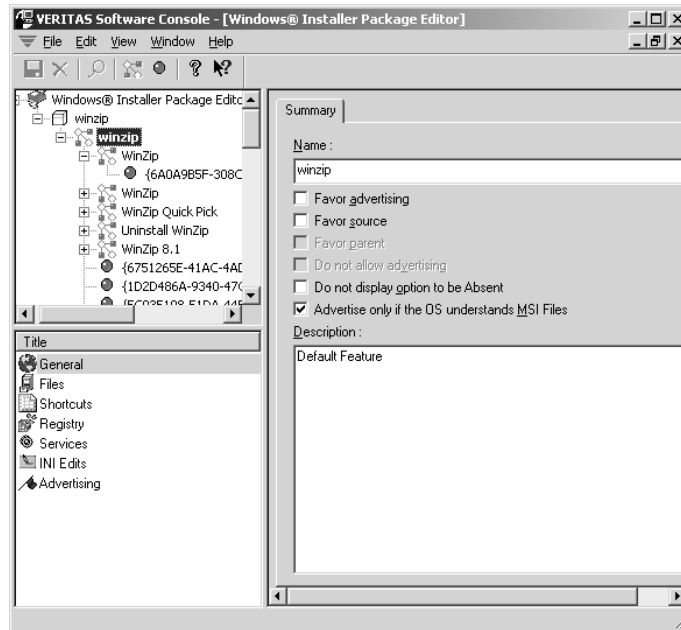 VERITAS Software Console - [Windows® Installer Package Editor]
File Edit View Window Help
Windows® Installer Package Editc
winzip
winzip
WinZip
{6A0A9B5F-308C
WinZip
WinZip Quick Pick
Uninstall WinZip
WinZip 8.1
{6751265E-41AC-4AD
{1D2D486A-9340-47C
Title
General
Files
Shortcuts
Registry
Services
INI Edits
Advertising
Summary
Name :
winzip
Favor advertising
Favor source
Favor parent
Do not allow advertising
Do not display option to be Absent
Advertise only if the OS understands MSI Files
Description :
Default Feature